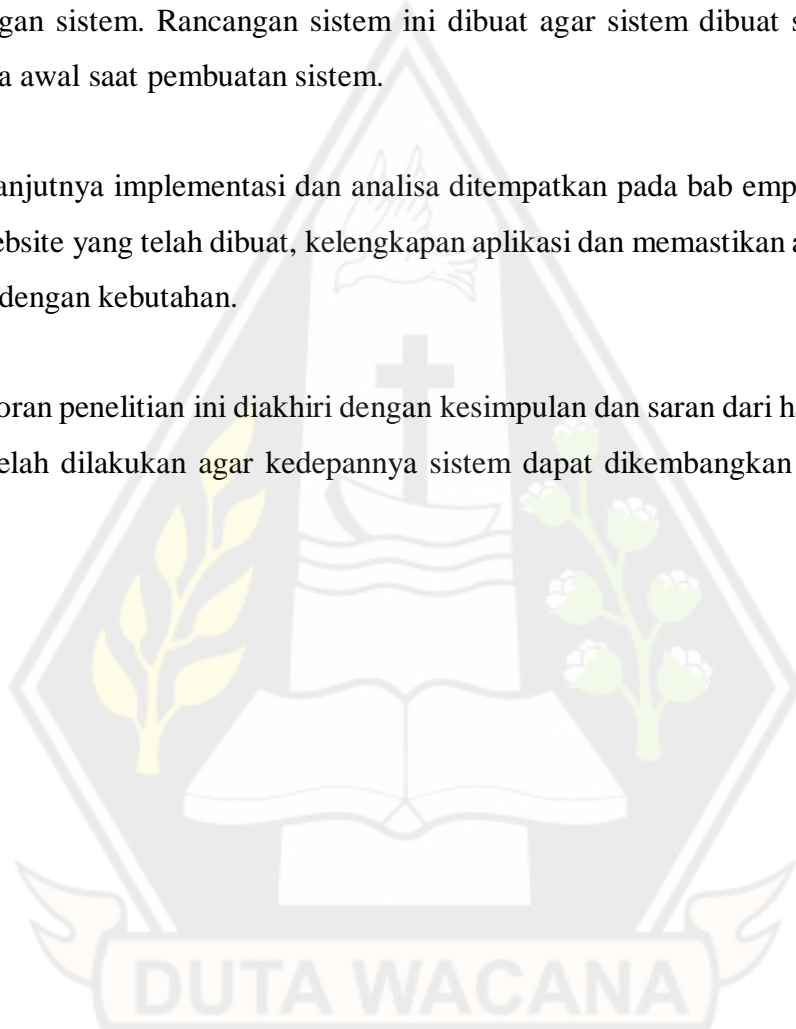 gan sistem. Rancangan sistem ini dibuat agar sistem dibuat s
a awal saat pembuatan sistem.
anjutnya implementasi dan analisa ditempatkan pada bab emp
ebsite yang telah dibuat, kelengkapan aplikasi dan memastikan a
dengan kebutahan.
oran penelitian ini diakhiri dengan kesimpulan dan saran dari ha
elah dilakukan agar kedepannya sistem dapat dikembangkan
DUTA WACANA